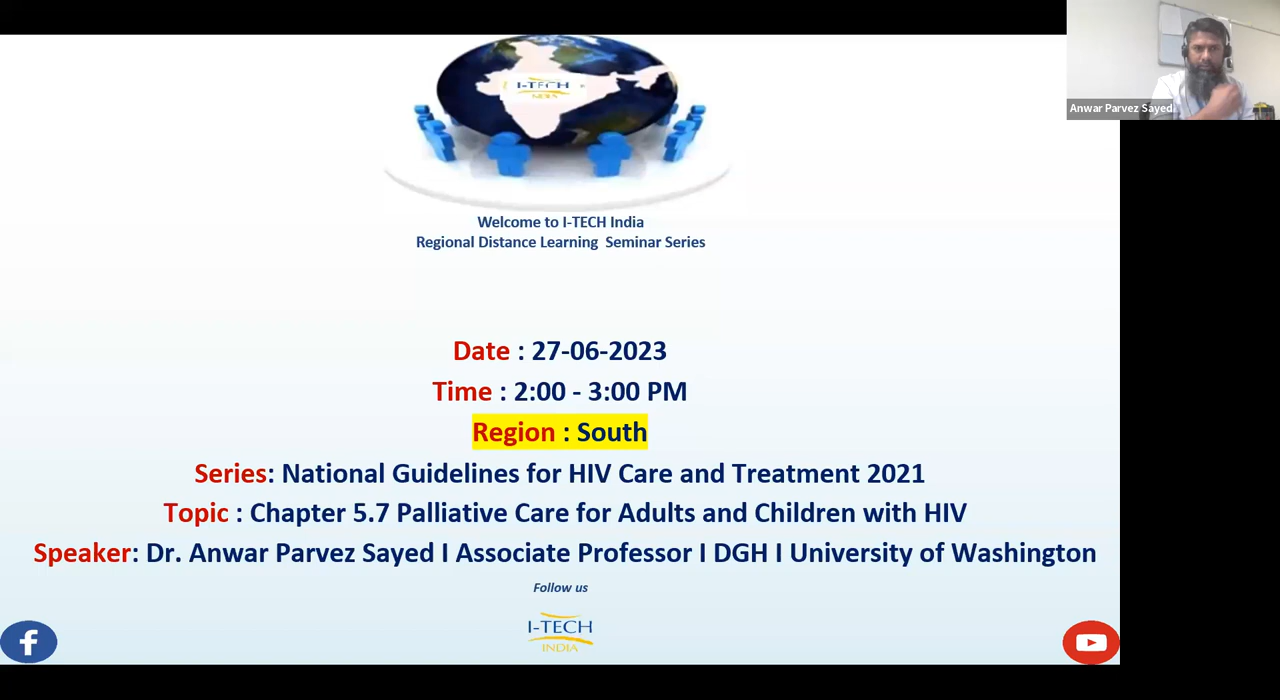 I-TECH
INDIA
Anwar Parvez Sayed
Welcome to I-TECH India
Regional Distance Learning Seminar Series
Date : 27-06-2023
Time : 2:00 - 3:00 PM
Region : South
Series: National Guidelines for HIV Care and Treatment 2021
Topic : Chapter 5.7 Palliative Care for Adults and Children with HIV
Speaker: Dr. Anwar Parvez Sayed I Associate Professor I DGH I University of Washington
Follow us
I-TECH
INDIA